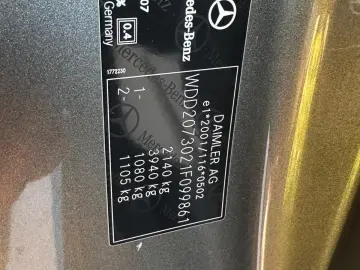 Mercedes-Benz
DAIMLER AG
e1*2001/116*0502
WDD2073021F099861
2140 kg
3940 kg
1- 1080 kg
2- 1105 kg
1772230
07
0.4
Germany